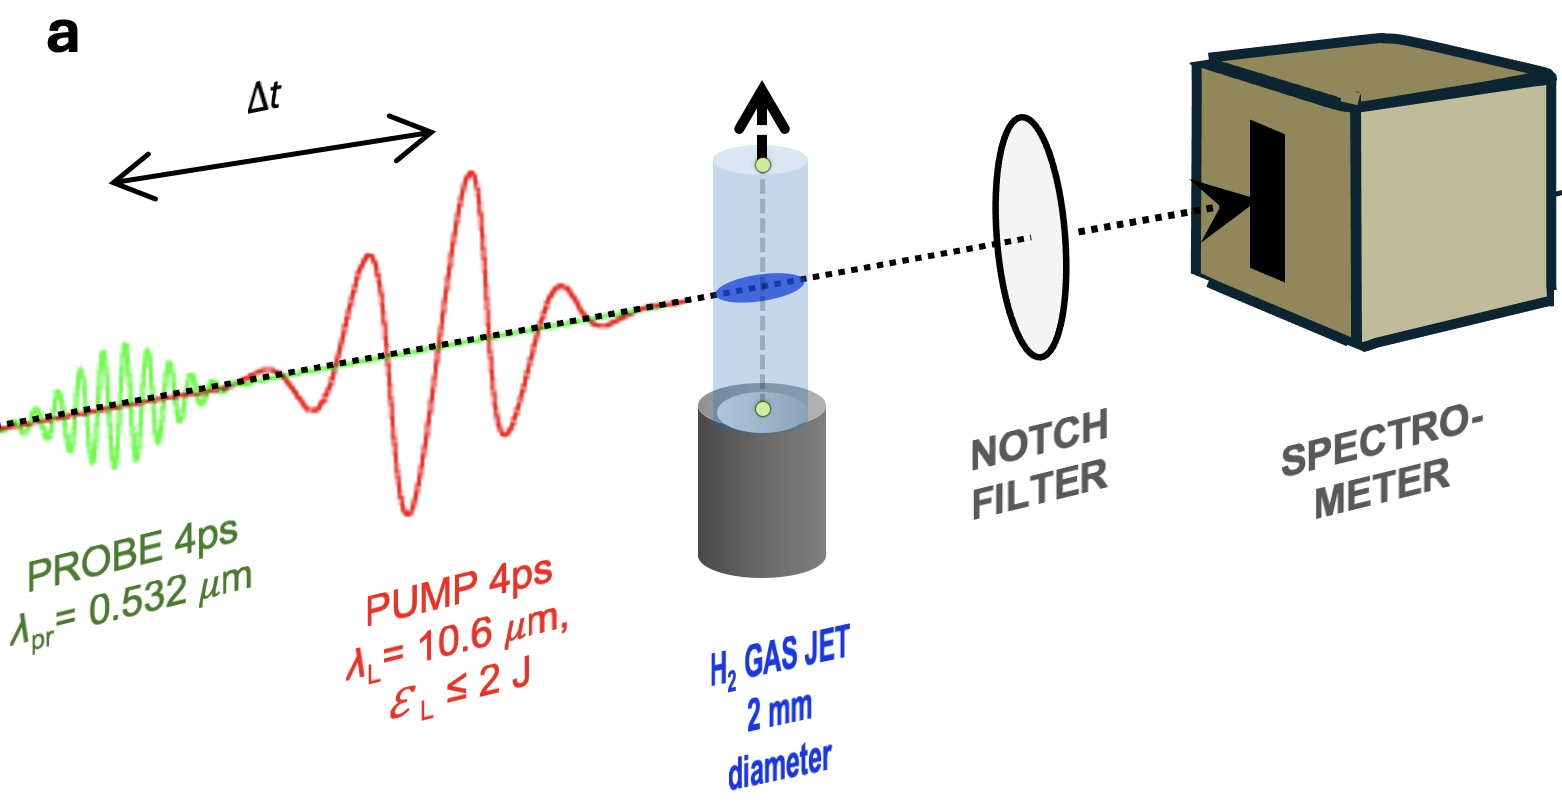 a
Δt
PROBE 4ps
λpr= 0.532 μm
PUMP 4ps
λL= 10.6 μm,
ℰL ≤ 2 J
H2 GAS JET
2 mm
diameter
NOTCH
FILTER
SPECTRO-
METER